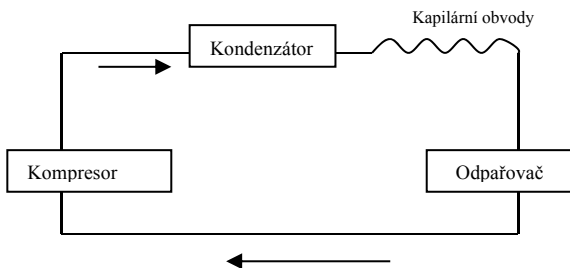 Kapilární obvody
Kondenzátor
Kompresor
Odpařovač